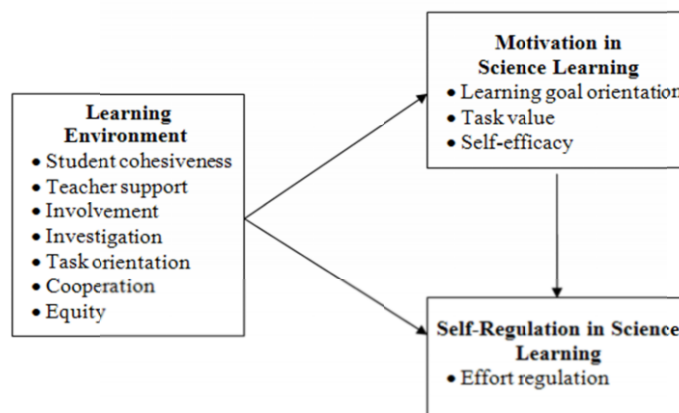 Learning
Environment
• Student cohesiveness
• Teacher support
• Involvement
• Investigation
• Task orientation
• Cooperation
• Equity
Motivation in
Science Learning
• Learning goal orientation
• Task value
• Self-efficacy
Self-Regulation in Science
Learning
• Effort regulation